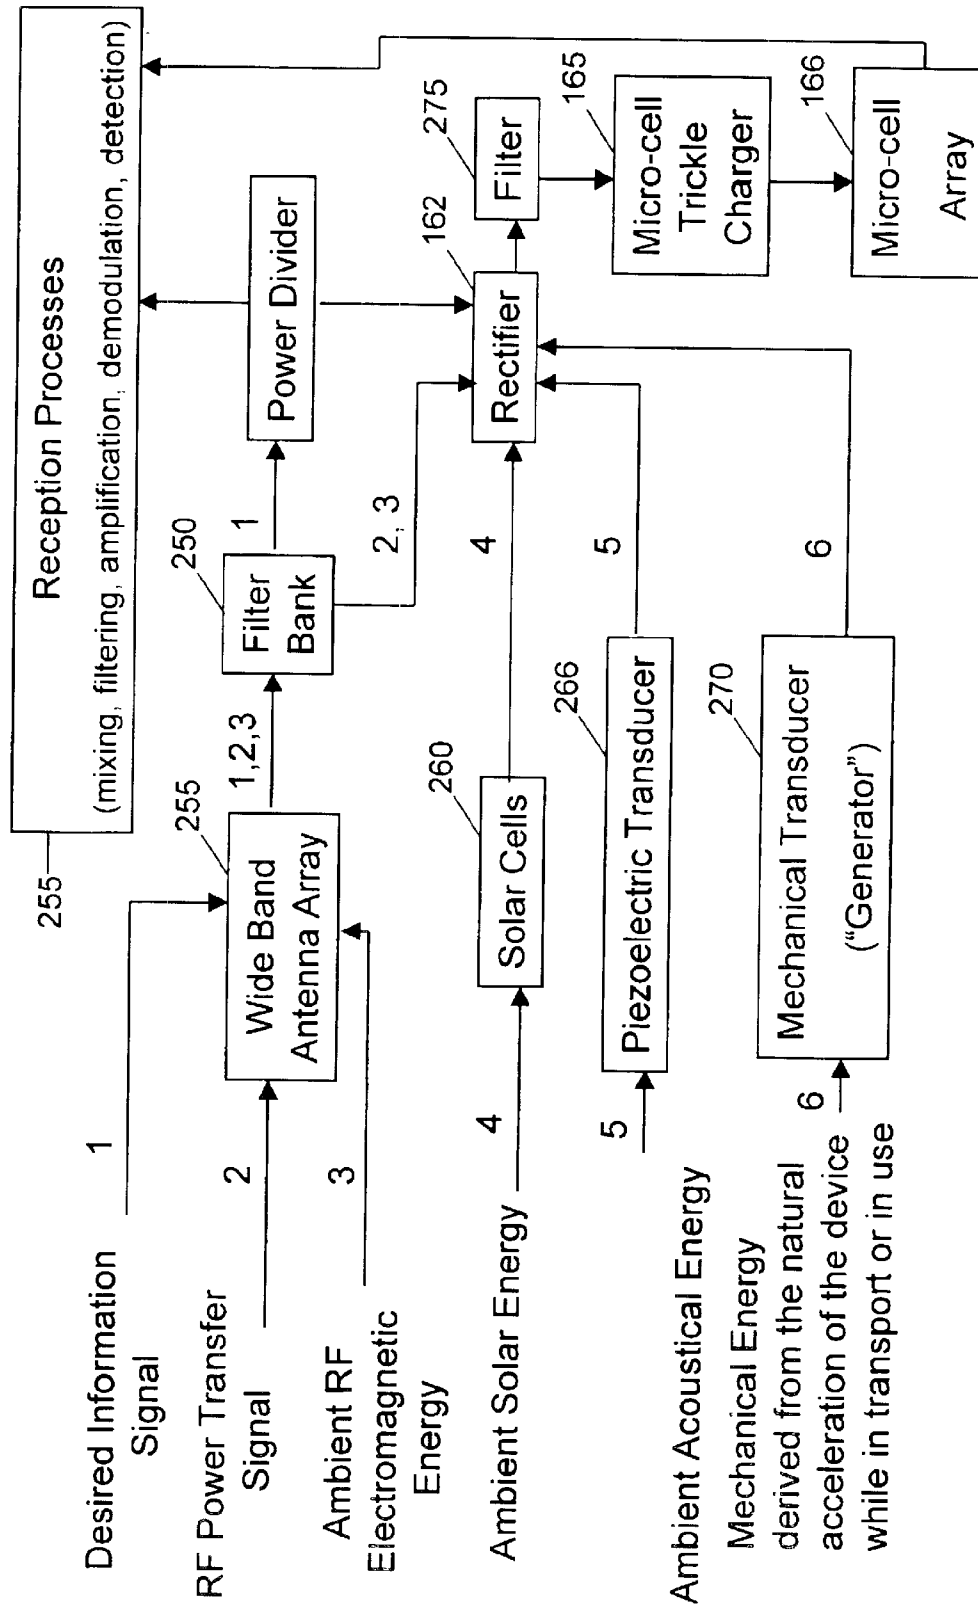 255
Reception Processes
(mixing, filtering, amplification, demodulation, detection)
Desired Information
Signal
1
RF Power Transfer
Signal
2
Ambient RF
Electromagnetic
Energy
3
255
Wide Band
Antenna Array
1,2,3
250
Filter
Bank
1
Power Divider
2, 3
Ambient Solar Energy
4
260
Solar Cells
4
162
Rectifier
275
Filter
Ambient Acoustical Energy
5
266
Piezoelectric Transducer
5
165
Micro-cell
Trickle
Charger
Mechanical Energy
derived from the natural
acceleration of the device
while in transport or in use
6
270
Mechanical Transducer
(“Generator”)
6
166
Micro-cell
Array